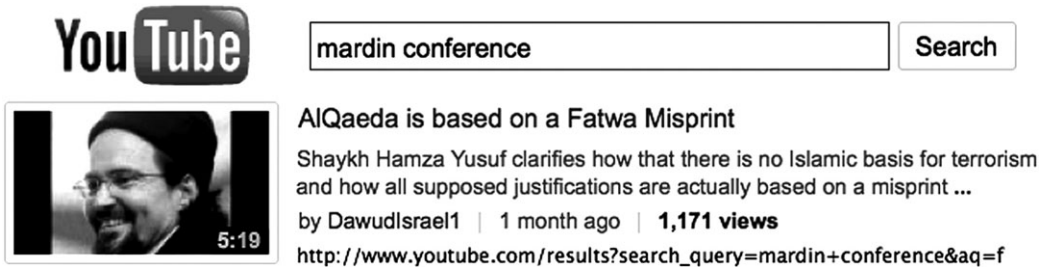 YouTube
mardin conference
Search
AlQaeda is based on a Fatwa Misprint
Shaykh Hamza Yusuf clarifies how that there is no Islamic basis for terrorism
and how all supposed justifications are actually based on a misprint ...
by DawudIsrael1 | 1 month ago | 1,171 views
5:19
http://www.youtube.com/results?search_query=mardin+conference&aq=f